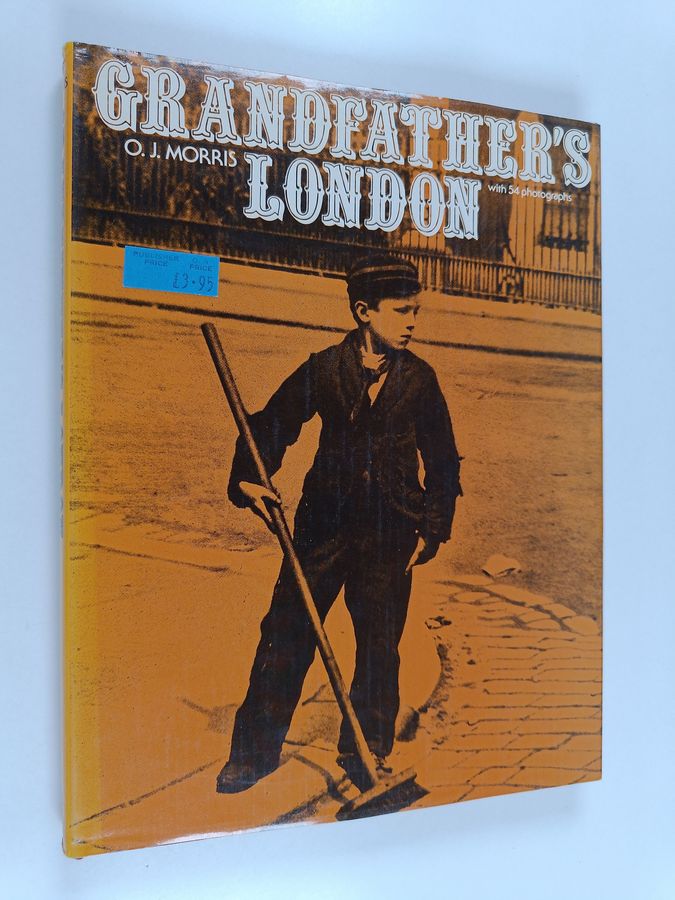 GRANDFATHER'S
O. J. MORRIS
LONDON
with 54 photographs
PUBLISHER
PRICE
PRICE
£3.95